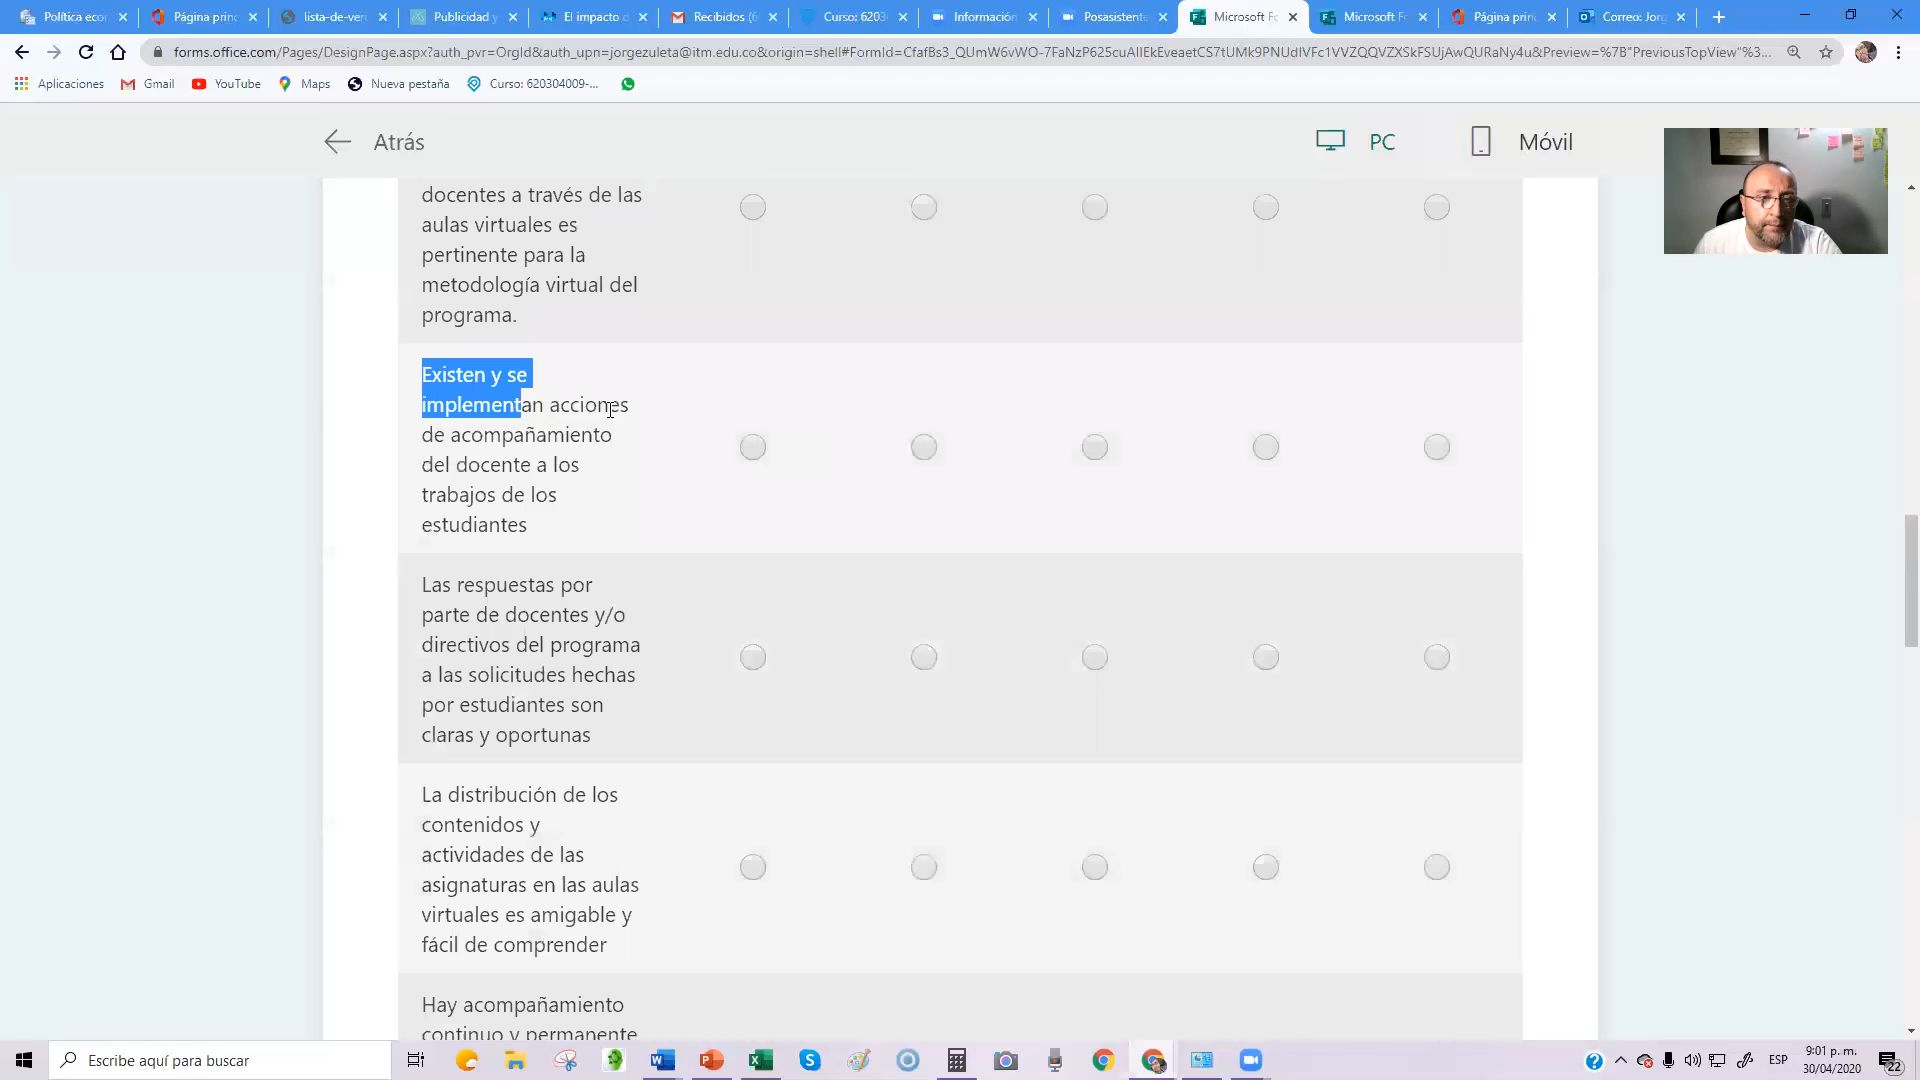 Política eco
Página princ
lista-de-veri
Publicidad y
El impacto d
Recibidos (6
Curso: 6203
Información
Posasistente
Microsoft Fo
Microsoft Fo
Página princ
Correo: Jorg
forms.office.com/Pages/DesignPage.aspx?auth_pvr=OrgId&auth_upn=jorgezuleta@itm.edu.co&origin=shell#FormId=CfafBs3_QUmW6vWO-7FaNzP625cuAIlEkEveaetCS7tUMk9PNUdIVFc1VVZQQVZXSkFSUjAwQURaNy4u&Preview=%7B"PreviousTopView"%3...
Aplicaciones
Gmail
YouTube
Maps
Nueva pestaña
Curso: 620304009-...
Atrás
PC
Móvil
docentes a través de las
aulas virtuales es
pertinente para la
metodología virtual del
programa.
Existen y se
implementan acciones
de acompañamiento
del docente a los
trabajos de los
estudiantes
Las respuestas por
parte de docentes y/o
directivos del programa
a las solicitudes hechas
por estudiantes son
claras y oportunas
La distribución de los
contenidos y
actividades de las
asignaturas en las aulas
virtuales es amigable y
fácil de comprender
Hay acompañamiento
continuo y permanente
Escribe aquí para buscar
ESP
9:01 p. m.
30/04/2020
22